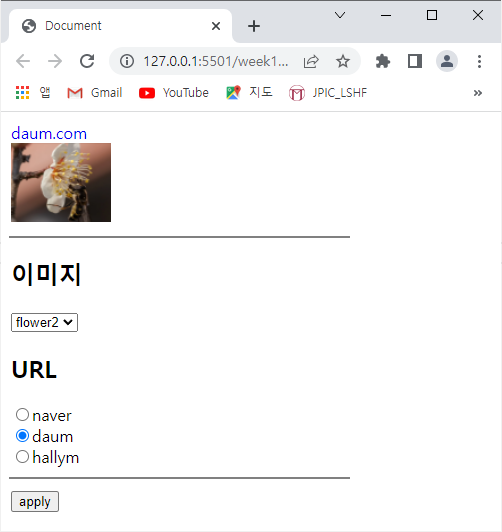 Document
127.0.0.1:5501/week1...
앱 Gmail YouTube 지도 JPIC_LSHF
daum.com
이미지
flower2
URL
naver
daum
hallym
apply